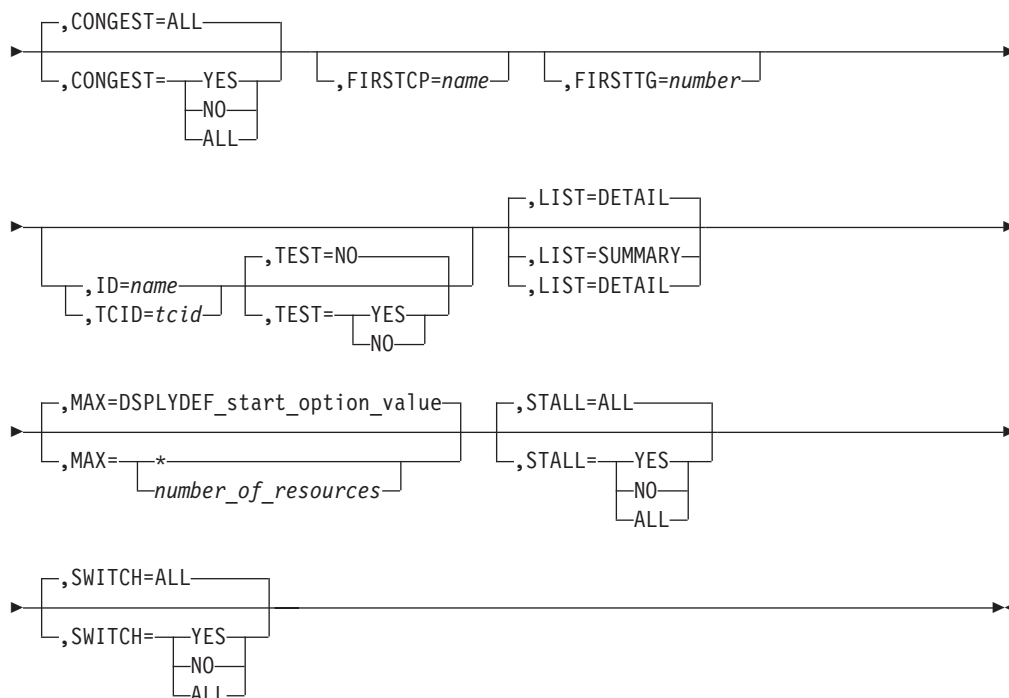 ,CONGEST=ALL
,CONGEST= YES
NO
ALL
,FIRSTCP=name
,FIRSTTG=number
,ID=name
,TCID=tcid
,TEST=NO
,TEST= YES
NO
,LIST=DETAIL
,LIST=SUMMARY
,LIST=DETAIL
,MAX=DSPLYDEF_start_option_value
,MAX= *
number_of_resources
,STALL=ALL
,STALL= YES
NO
ALL
,SWITCH=ALL
,SWITCH= YES
NO
ALL